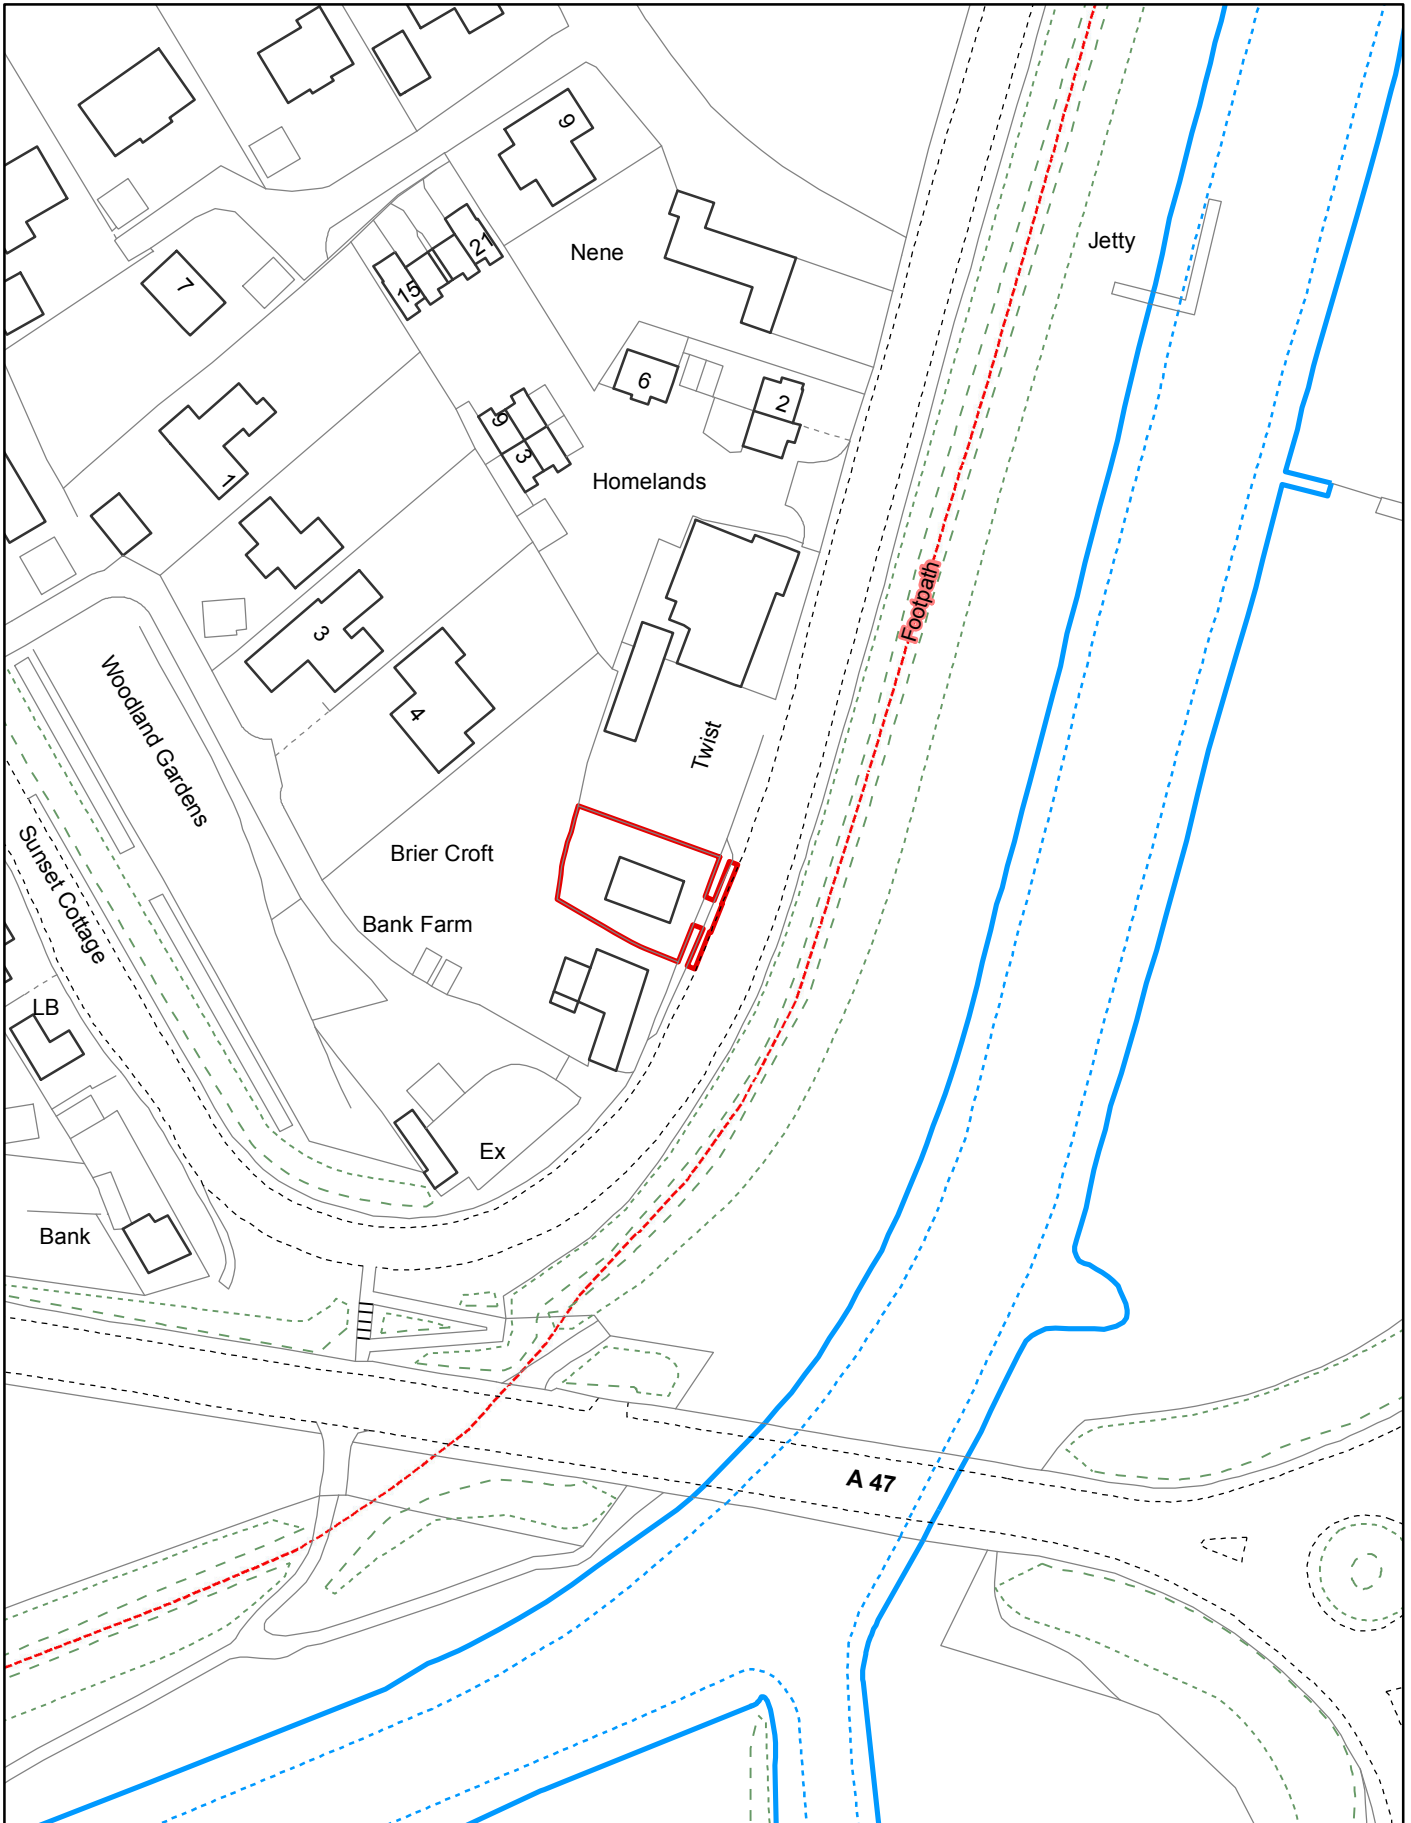 9
Jetty
21
Nene
7
15
6
2
9
3
1
Homelands
Footpath
3
Woodland Gardens
4
Twist
Sunset Cottage
Brier Croft
Bank Farm
LB
Ex
Bank
A 47